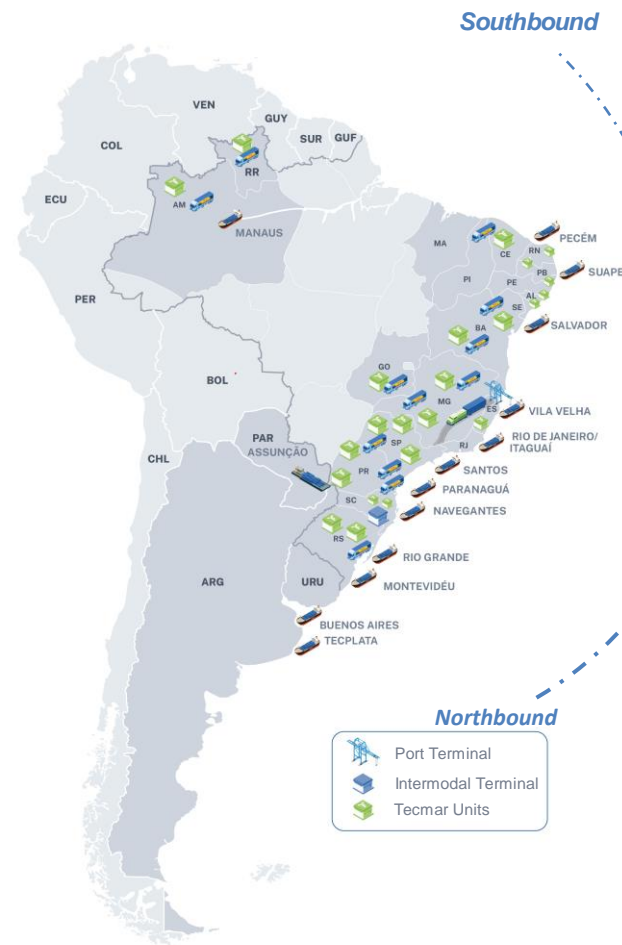 Southbound
VEN
GUY
SUR
GUF
COL
RR
ECU
AM
MANAUS
PECÉM
MA
CE
RN
PB
SUAPE
PI
PE
AL
SE
PER
SALVADOR
BA
BOL
GO
MG
ES
VILA VELHA
PAR
ASSUNÇÃO
SP
RJ
RIO DE JANEIRO/
ITAGUAÍ
CHL
PR
SANTOS
PARANAGUÁ
SC
NAVEGANTES
RS
RIO GRANDE
ARG
URU
MONTEVIDÉU
BUENOS AIRES
TECPLATA
Northbound
Port Terminal
Intermodal Terminal
Tecmar Units